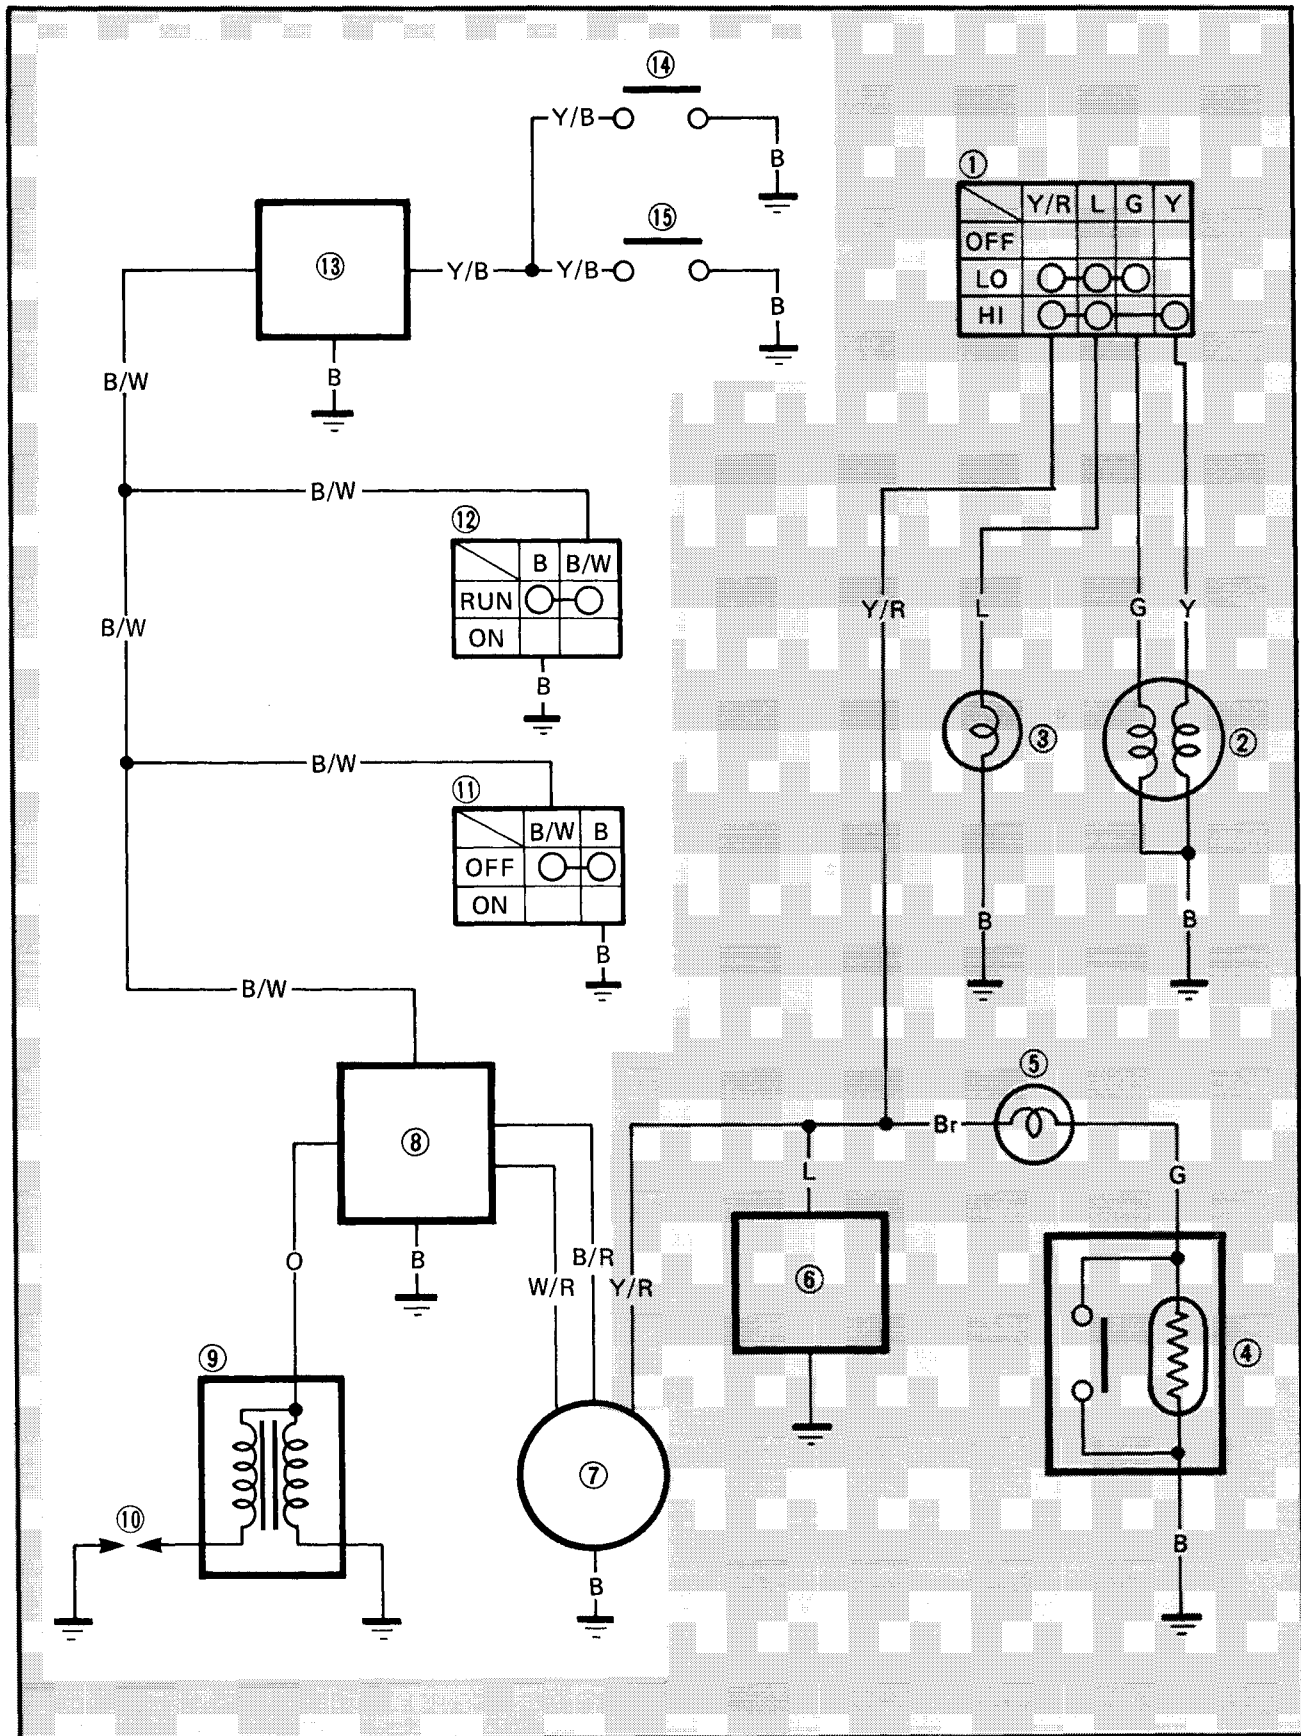 ⑭
Y/B
B
①
Y/R L G Y
OFF
LO
HI
⑮
⑬
Y/B
Y/B
B
B
B/W
B/W
⑫
B B/W
RUN
ON
B
B/W
Y/R
L
G
Y
③
②
B/W
⑪
B/W B
OFF
ON
B
B
B
B/W
⑤
⑧
Br
L
G
O
B
B/R
W/R
Y/R
⑥
④
⑨
⑦
⑩
B
B